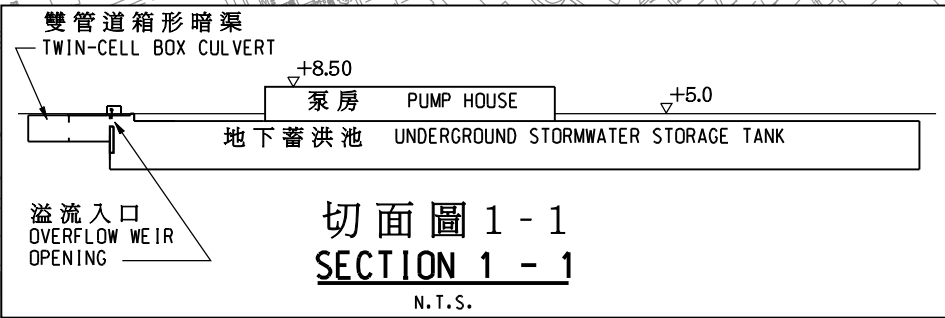 雙管道箱形暗渠
TWIN-CELL BOX CULVERT
+8.50
泵房 PUMP HOUSE
+5.0
地下蓄洪池 UNDERGROUND STORMWATER STORAGE TANK
溢流入口
OVERFLOW WEIR
OPENING
切面圖 1 - 1
SECTION 1 - 1
N.T.S.